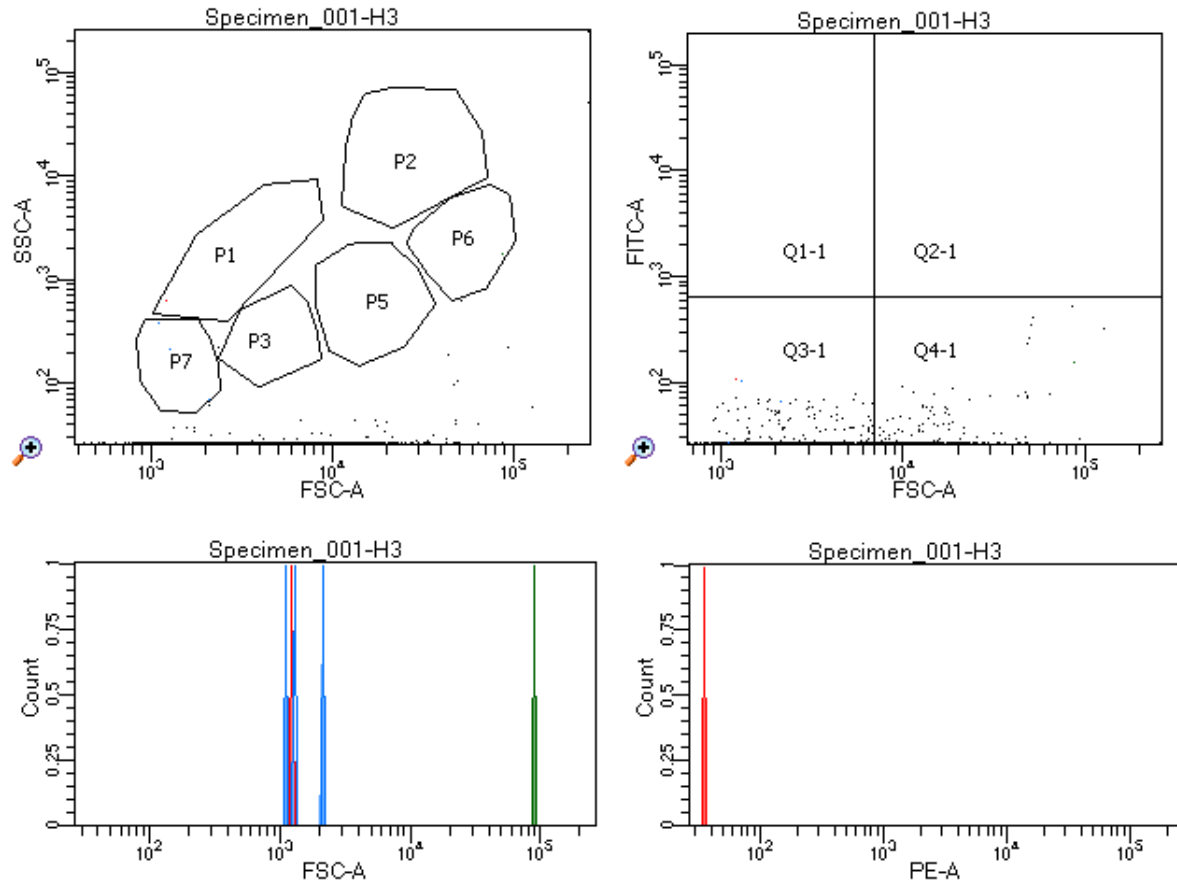 Specimen_001-H3
SSC-A
10^5
10^4
10^3
10^2
P2
P6
P1
P5
P3
P7
10^3 10^4 10^5
FSC-A
Specimen_001-H3
FITC-A
10^5
10^4
10^3
10^2
Q1-1 Q2-1
Q3-1 Q4-1
10^3 10^4 10^5
FSC-A
Specimen_001-H3
Count
1
0.75
0.5
0.25
0
10^2 10^3 10^4 10^5
FSC-A
Specimen_001-H3
Count
1
0.75
0.5
0.25
0
10^2 10^3 10^4 10^5
PE-A